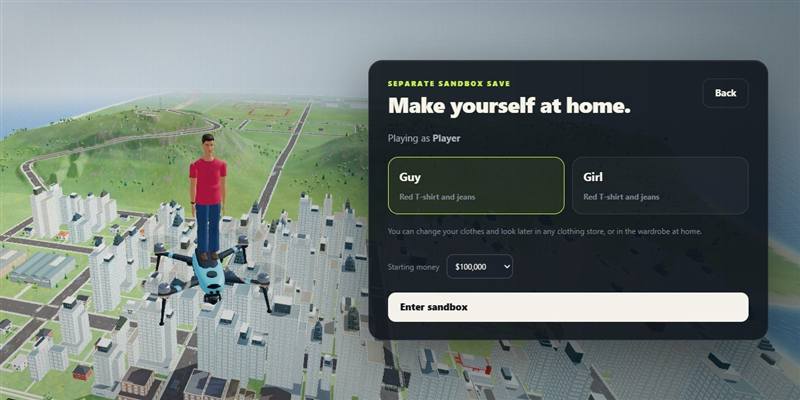 SEPARATE SANDBOX SAVE
Make yourself at home.
Back
Playing as Player
Guy
Red T-shirt and jeans
Girl
Red T-shirt and jeans
You can change your clothes and look later in any clothing store, or in the wardrobe at home.
Starting money
$100,000
Enter sandbox